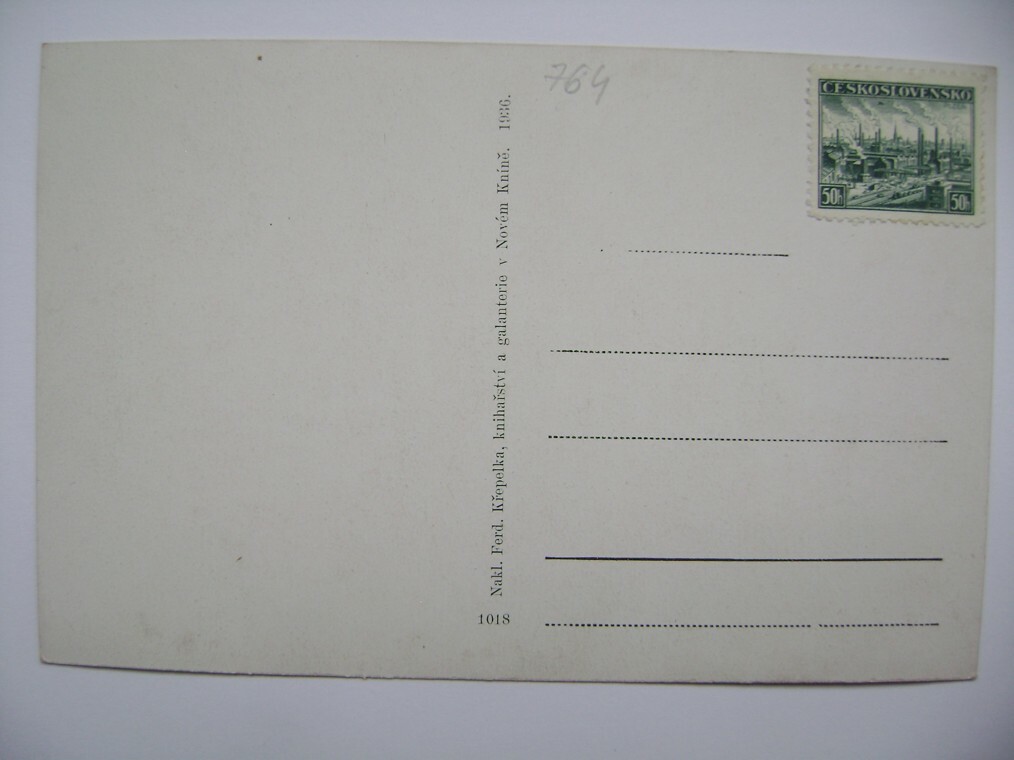 764
ČESKOSLOVENSKO
50h 50h
Nakl. Ferd. Křepelka, knihařství a galanterie v Novém Kníně. 1936.
1018